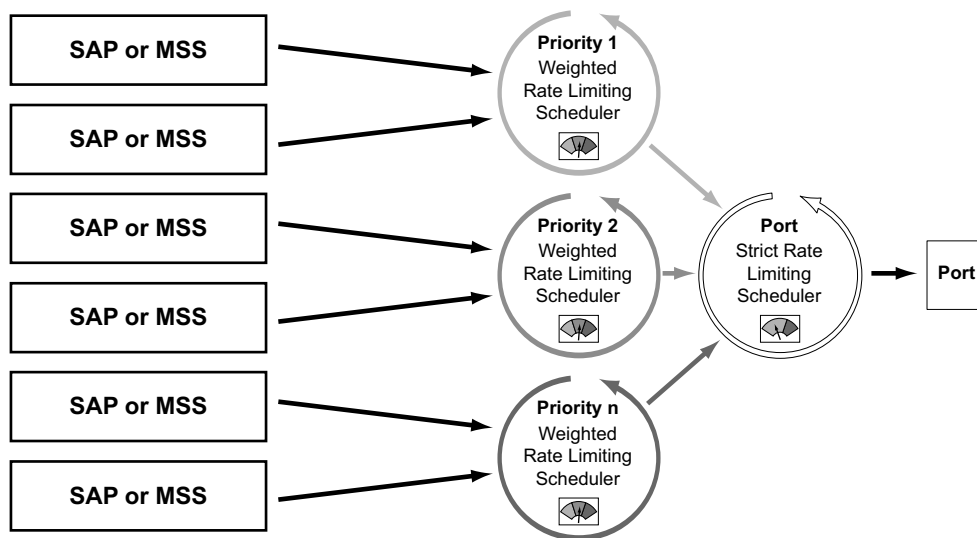 SAP or MSS
SAP or MSS
SAP or MSS
SAP or MSS
SAP or MSS
SAP or MSS
Priority 1
Weighted
Rate Limiting
Scheduler
Priority 2
Weighted
Rate Limiting
Scheduler
Priority n
Weighted
Rate Limiting
Scheduler
Port
Strict Rate
Limiting
Scheduler
Port